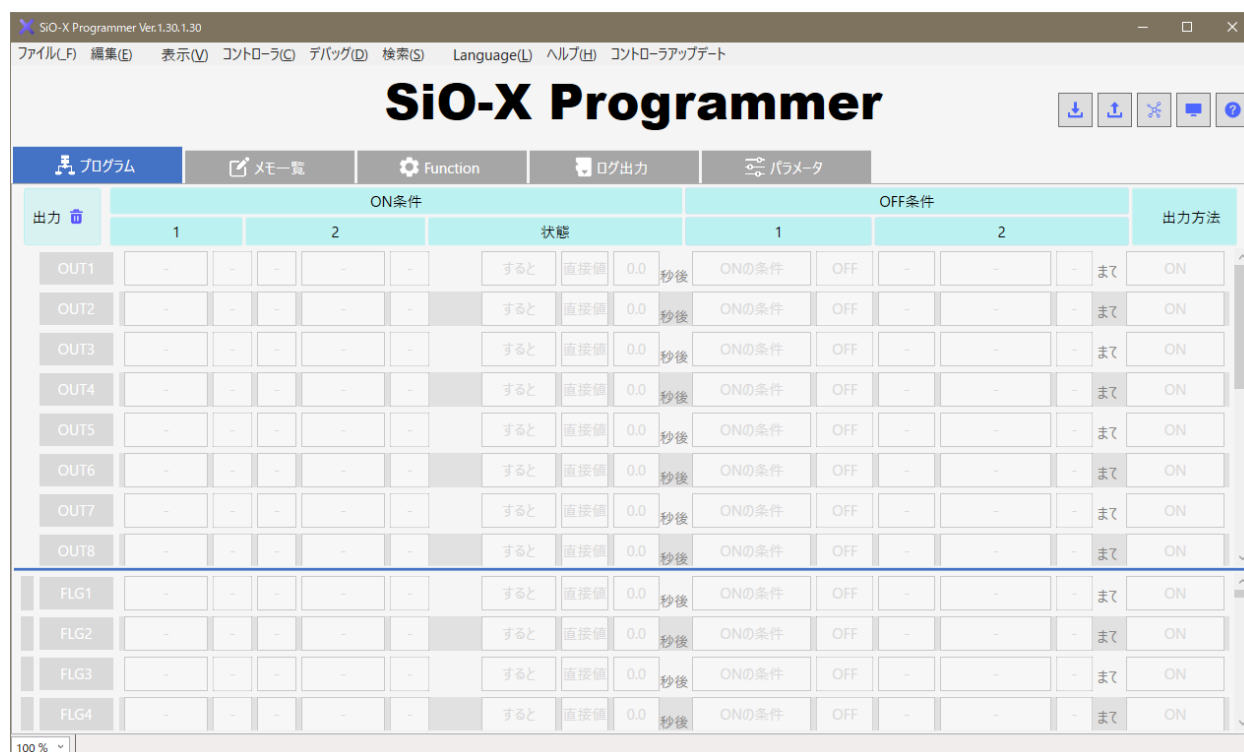 SiO-X Programmer Ver.1.30.1.30
ファイル(_F) 編集(E) 表示(V) コントローラ(C) デバッグ(D) 検索(S) Language(L) ヘルプ(H) コントローラアップデート
SiO-X Programmer
プログラム メモ一覧 Function ログ出力 パラメータ
出力 ON条件 OFF条件 出力方法
1 2 状態 1 2
OUT1 - - - - - すると 直接値 0.0 秒後 ONの条件 OFF - - - まで ON
OUT2 - - - - - すると 直接値 0.0 秒後 ONの条件 OFF - - - まで ON
OUT3 - - - - - すると 直接値 0.0 秒後 ONの条件 OFF - - - まで ON
OUT4 - - - - - すると 直接値 0.0 秒後 ONの条件 OFF - - - まで ON
OUT5 - - - - - すると 直接値 0.0 秒後 ONの条件 OFF - - - まで ON
OUT6 - - - - - すると 直接値 0.0 秒後 ONの条件 OFF - - - まで ON
OUT7 - - - - - すると 直接値 0.0 秒後 ONの条件 OFF - - - まで ON
OUT8 - - - - - すると 直接値 0.0 秒後 ONの条件 OFF - - - まで ON
FLG1 - - - - - すると 直接値 0.0 秒後 ONの条件 OFF - - - まで ON
FLG2 - - - - - すると 直接値 0.0 秒後 ONの条件 OFF - - - まで ON
FLG3 - - - - - すると 直接値 0.0 秒後 ONの条件 OFF - - - まで ON
FLG4 - - - - - すると 直接値 0.0 秒後 ONの条件 OFF - - - まで ON
100 %